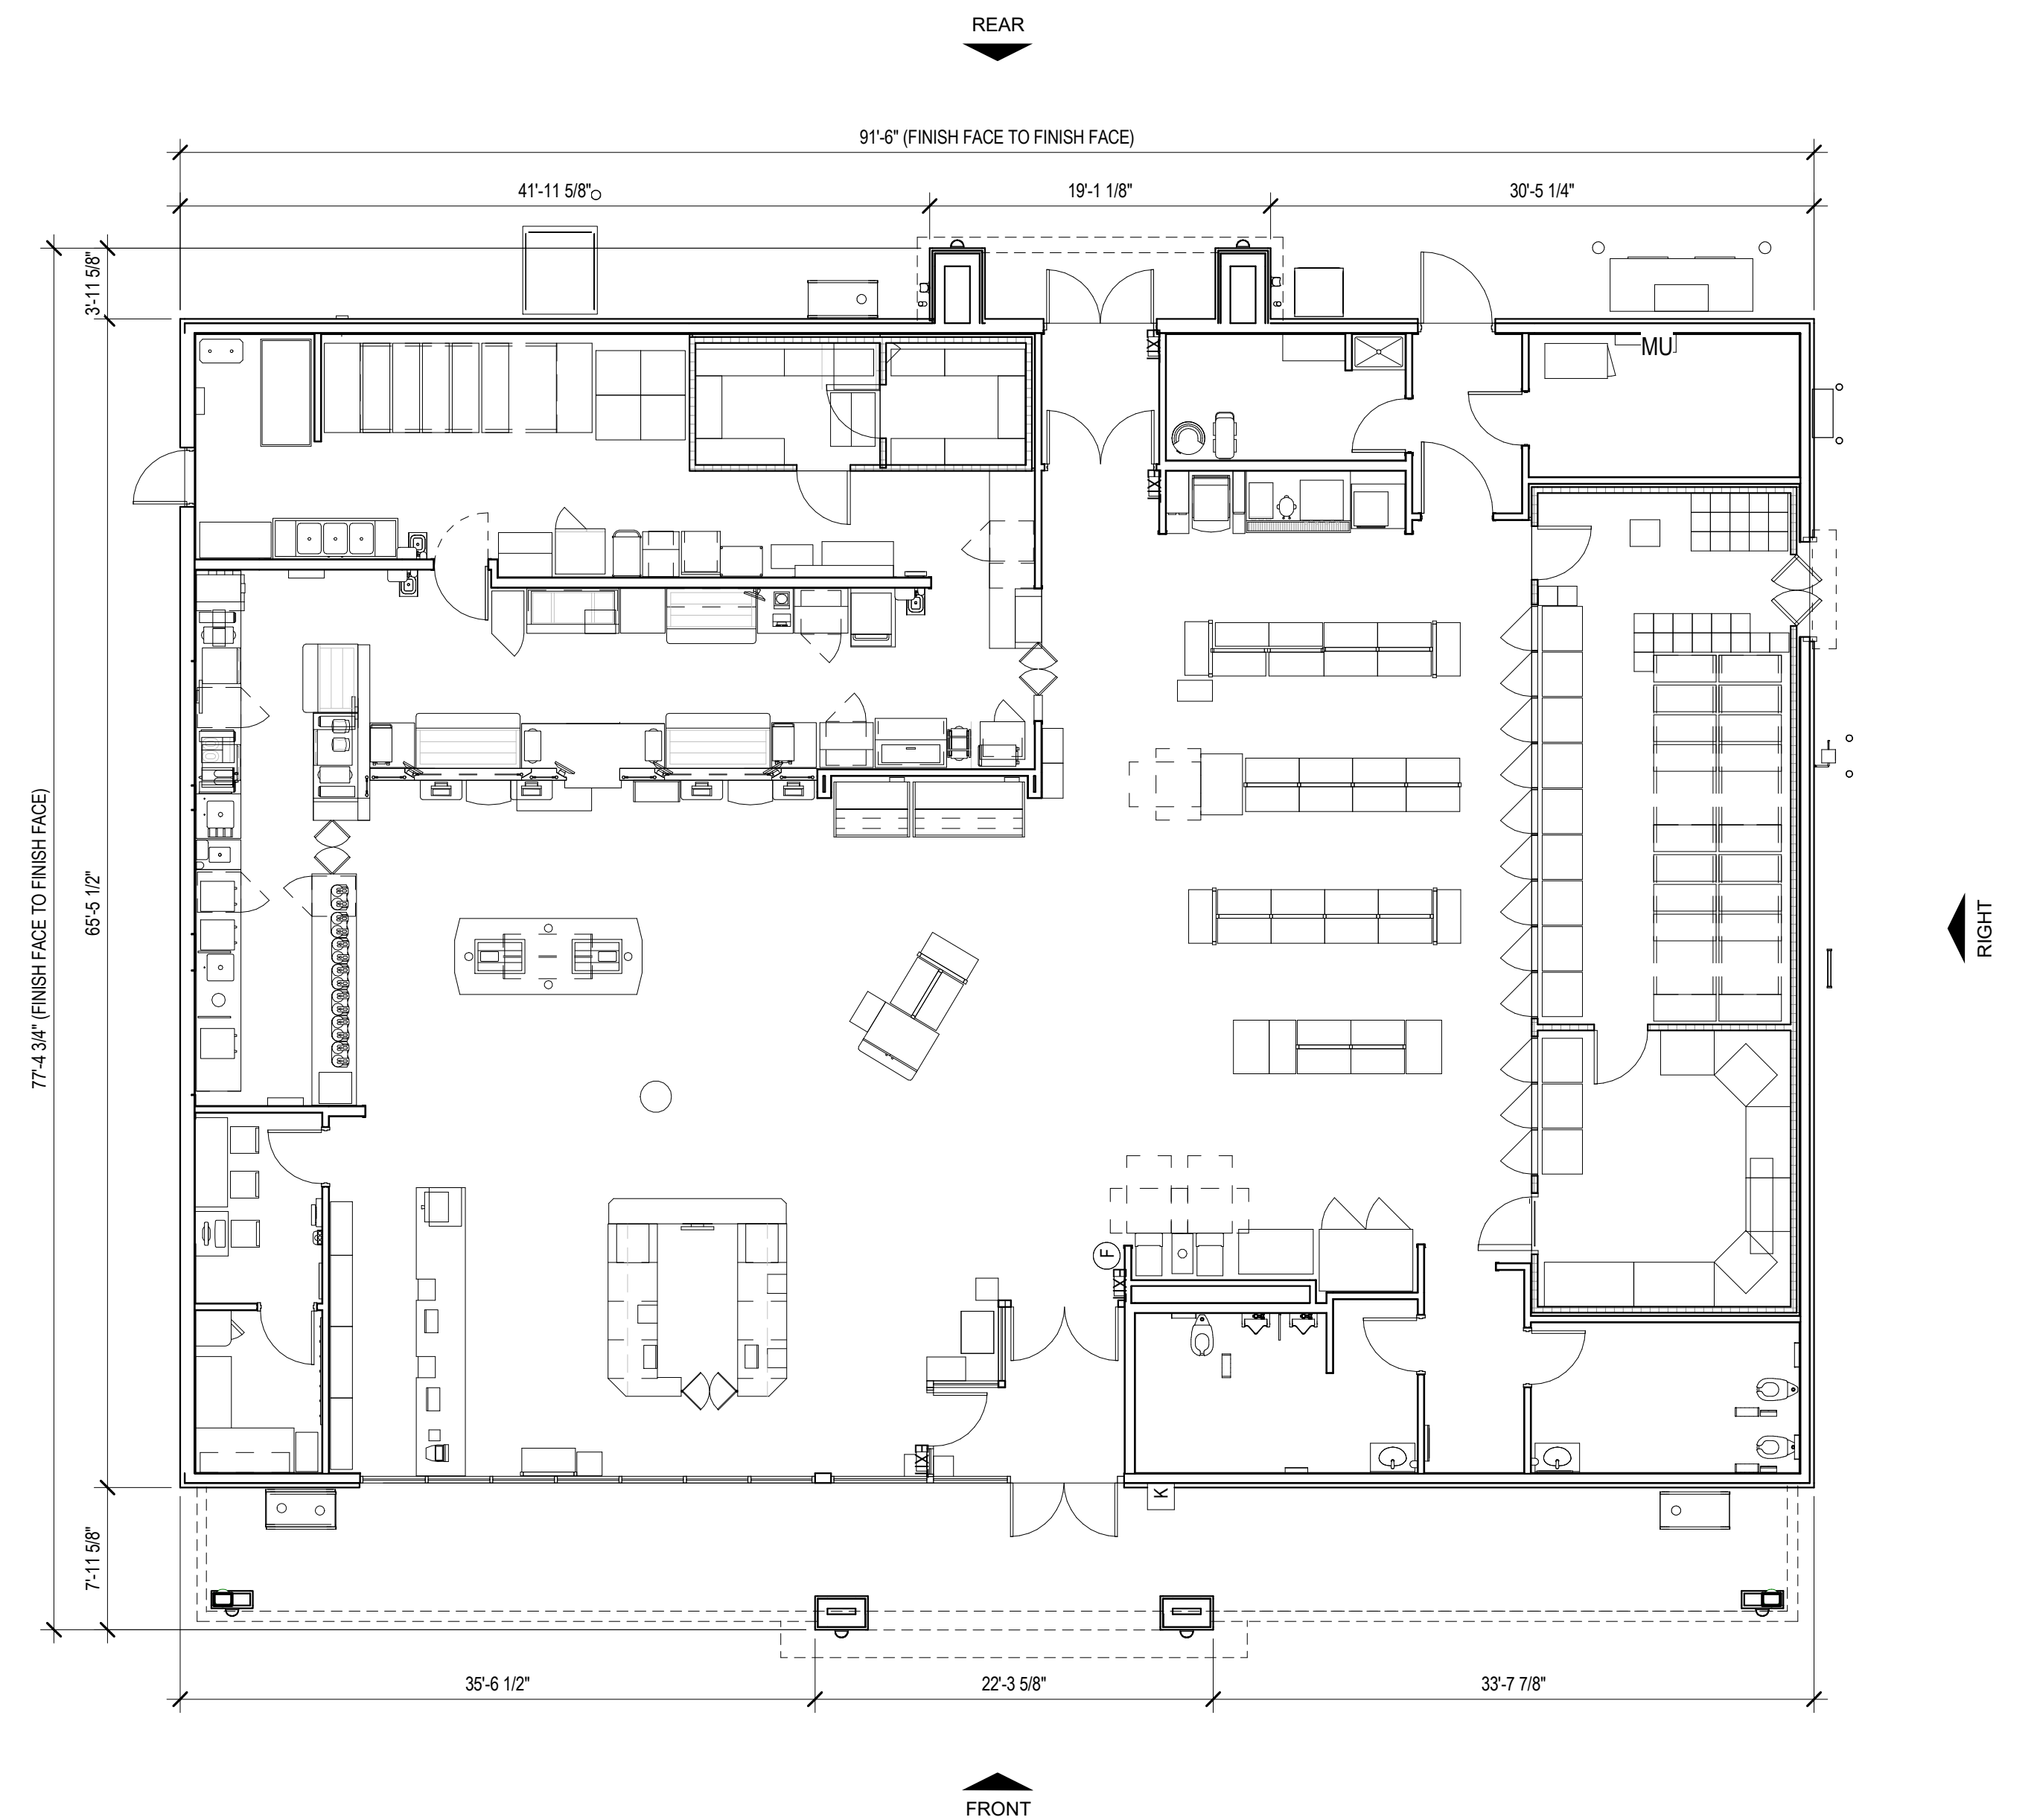 REAR
91'-6" (FINISH FACE TO FINISH FACE)
41'-11 5/8"
19'-1 1/8"
30'-5 1/4"
3'-11 5/8"
MU
77'-4 3/4" (FINISH FACE TO FINISH FACE)
65'-5 1/2"
RIGHT
F
K
7'-11 5/8"
35'-6 1/2"
22'-3 5/8"
33'-7 7/8"
FRONT